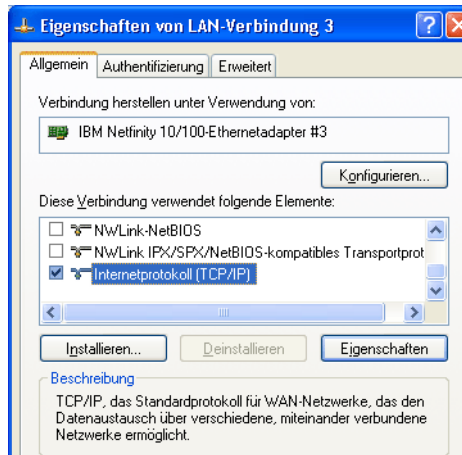 Eigenschaften von LAN-Verbindung 3
Allgemein Authentifizierung Erweitert
Verbindung herstellen unter Verwendung von:
IBM Netfinity 10/100-Ethernetadapter #3
Konfigurieren...
Diese Verbindung verwendet folgende Elemente:
NWLink-NetBIOS
NWLink IPX/SPX/NetBIOS-kompatibles Transportprot
Internetprotokoll (TCP/IP)
Installieren... Deinstallieren Eigenschaften
Beschreibung
TCP/IP, das Standardprotokoll für WAN-Netzwerke, das den
Datenaustausch über verschiedene, miteinander verbundene
Netzwerke ermöglicht.